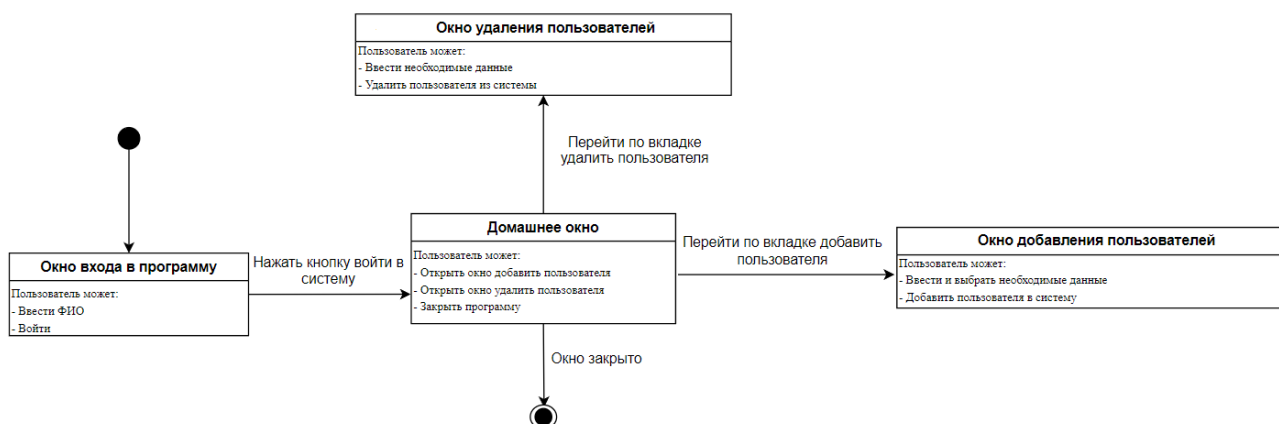 Окно удаления пользователей
Пользователь может:
- Ввести необходимые данные
- Удалить пользователя из системы
Перейти по вкладке
удалить пользователя
Окно входа в программу
Пользователь может:
- Ввести ФИО
- Войти
Нажать кнопку войти в
систему
Домашнее окно
Пользователь может:
- Открыть окно добавить пользователя
- Открыть окно удалить пользователя
- Закрыть программу
Перейти по вкладке добавить
пользователя
Окно добавления пользователей
Пользователь может:
- Ввести и выбрать необходимые данные
- Добавить пользователя в систему
Окно закрыто